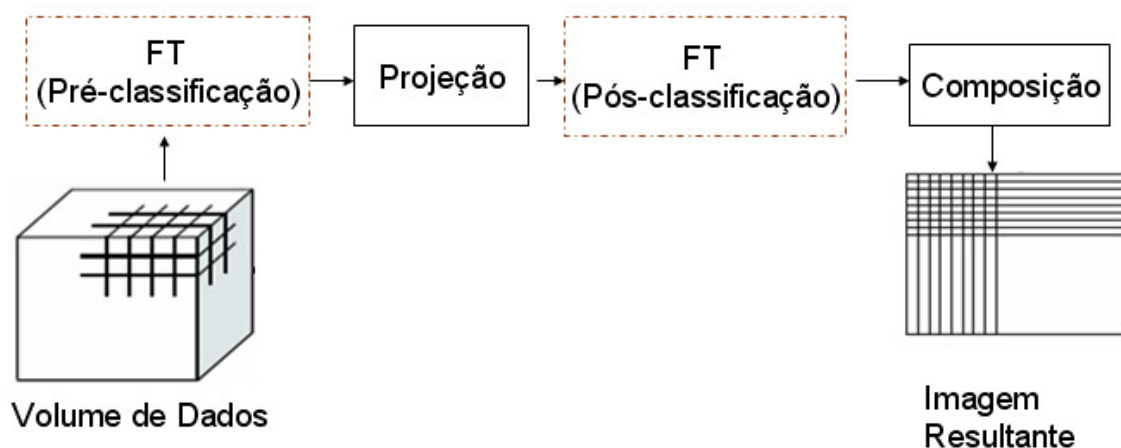 FT
(Pré-classificação)
Projeção
FT
(Pós-classificação)
Composição
Volume de Dados
Imagem
Resultante